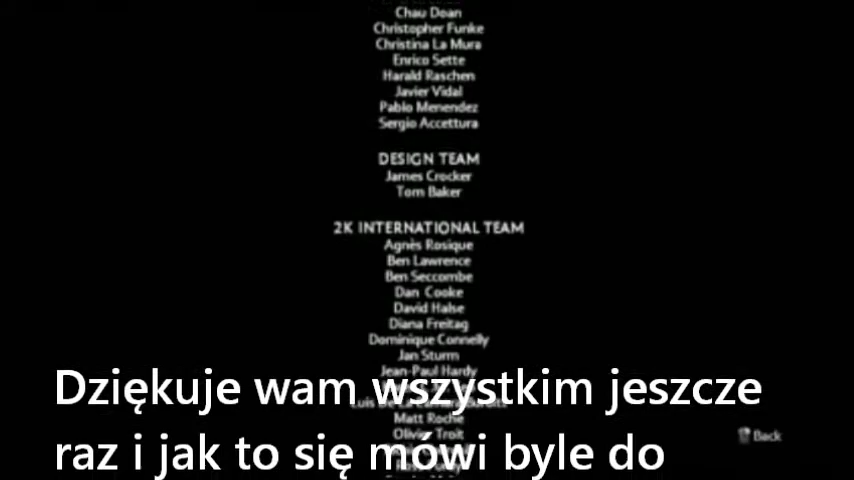 Chau Doan
Christopher Funke
Christina La Mura
Enrico Sette
Harald Raschen
Javier Vidal
Pablo Menendez
Sergio Accettura
DESIGN TEAM
James Crocker
Tom Baker
2K INTERNATIONAL TEAM
Agnès Rosique
Ben Lawrence
Ben Seccombe
Dan Cooke
David Halse
Diana Freitag
Dominique Connelly
Jan Sturm
Jean-Paul Hardy
Dziękuje wam wszystkim jeszcze
Matt Roche
Olivier Troit
Back
raz i jak to się mówi byle do